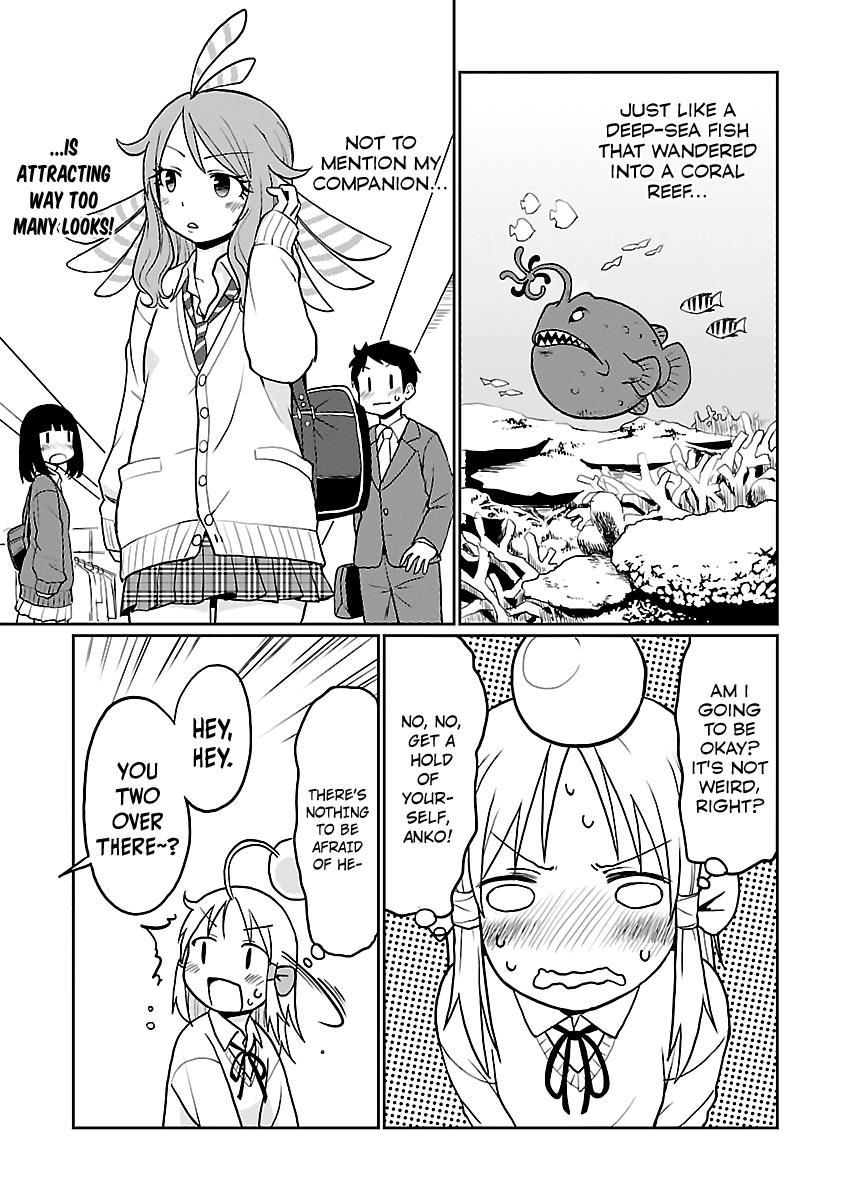 JUST LIKE A
DEEP-SEA FISH
THAT WANDERED
INTO A CORAL
REEF...
NOT TO
MENTION MY
COMPANION...
...IS
ATTRACTING
WAY TOO
MANY LOOKS!
AM I
GOING
TO BE
OKAY?
IT'S NOT
WEIRD,
RIGHT?
NO, NO,
GET A
HOLD
OF
YOUR-
SELF,
ANKO!
THERE'S
NOTHING
TO BE
AFRAID
OF HE-
HEY,
HEY.
YOU
TWO
OVER
THERE~?